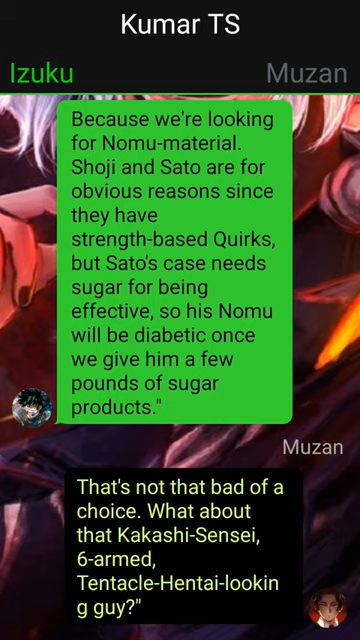 Kumar TS
Izuku Muzan
Because we're looking
for Nomu-material.
Shoji and Sato are for
obvious reasons since
they have
strength-based Quirks,
but Sato's case needs
sugar for being
effective, so his Nomu
will be diabetic once
we give him a few
pounds of sugar
products."
Muzan
That's not that bad of a
choice. What about
that Kakashi-Sensei,
6-armed,
Tentacle-Hentai-lookin
g guy?"